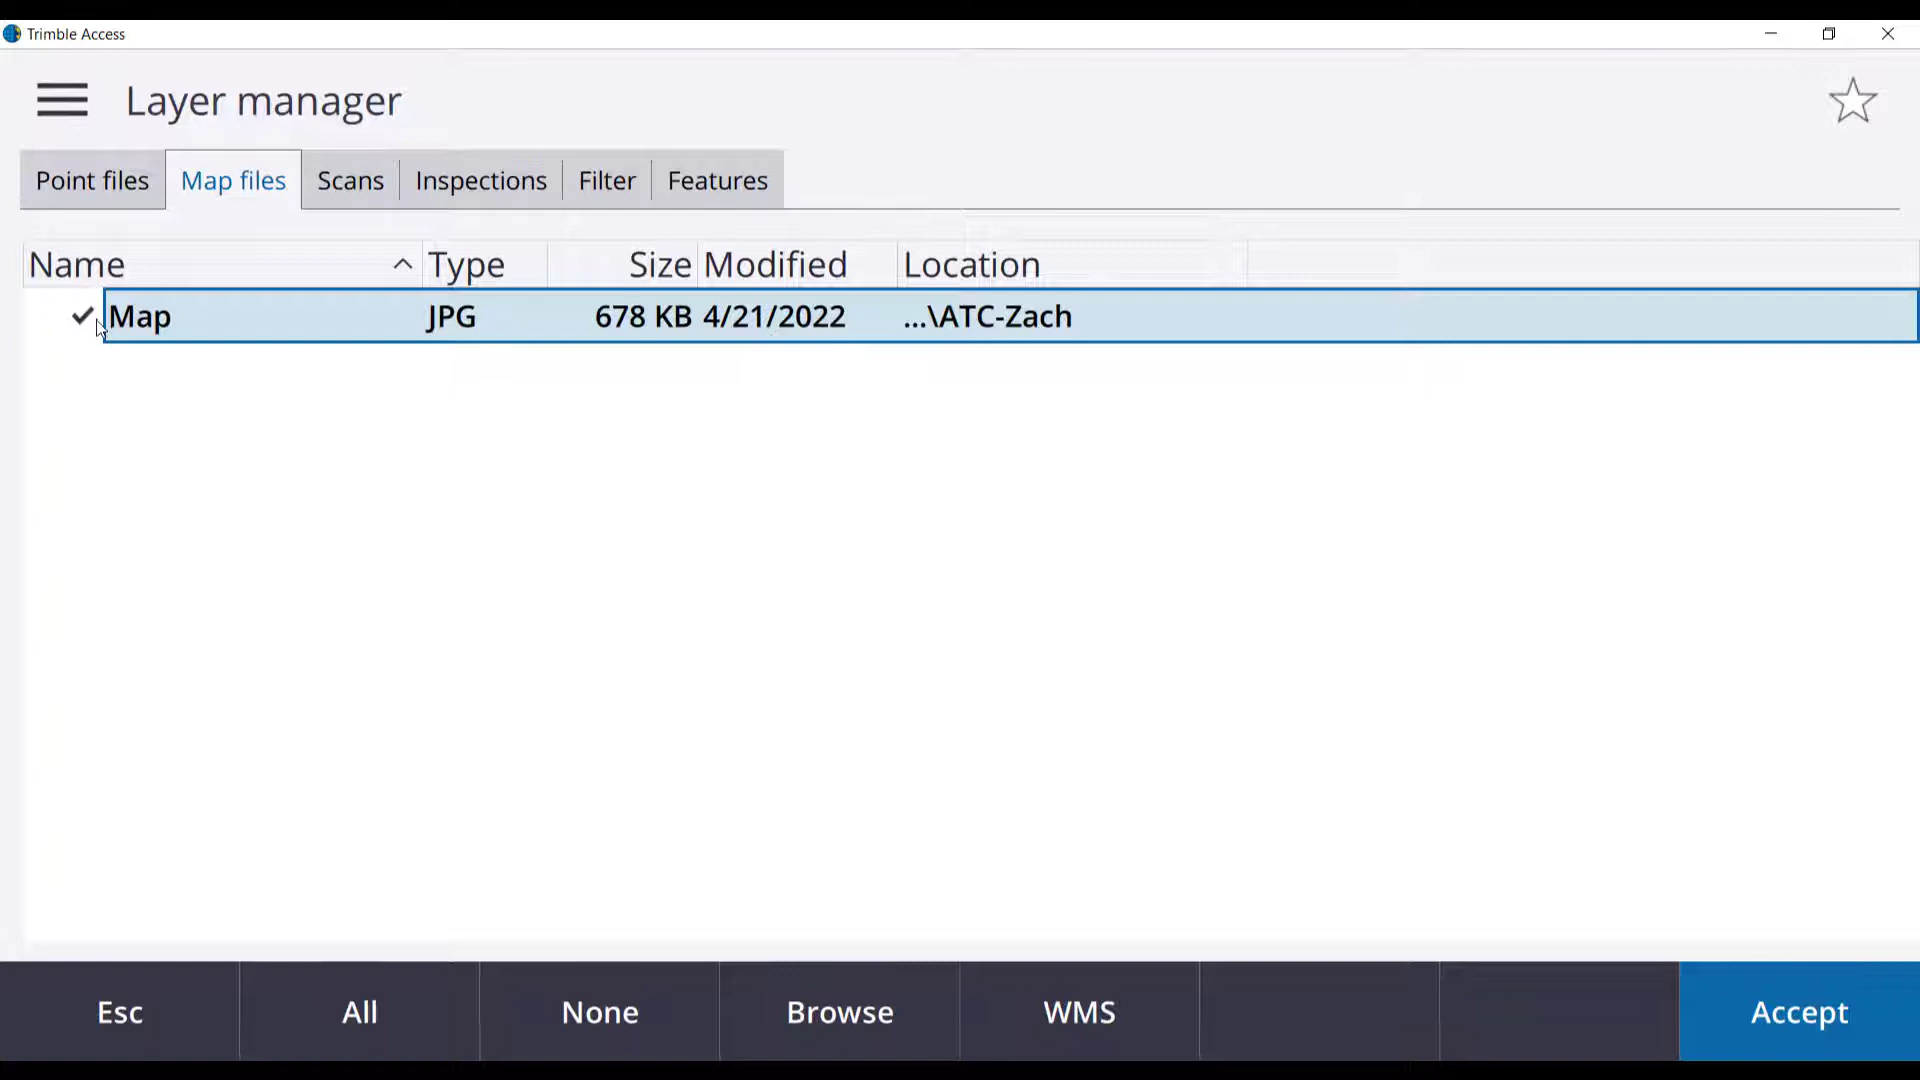 Trimble Access
Layer manager
Point files Map files Scans Inspections Filter Features
Name Type Size Modified Location
Map JPG 678 KB 4/21/2022 ...\ATC-Zach
Esc All None Browse WMS Accept